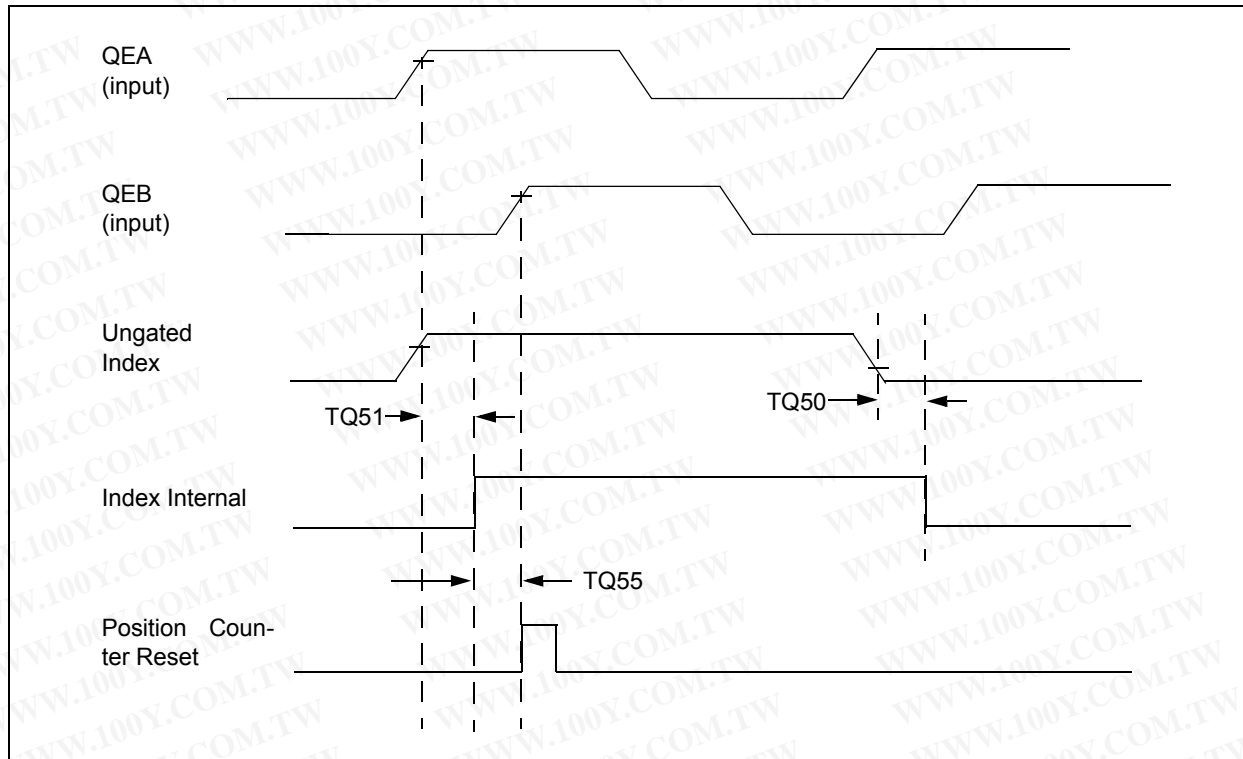 QEA
(input)
QEB
(input)
Ungated
Index
TQ51
TQ50
Index Internal
TQ55
Position Coun-
ter Reset
WWW.100Y.COM.TW